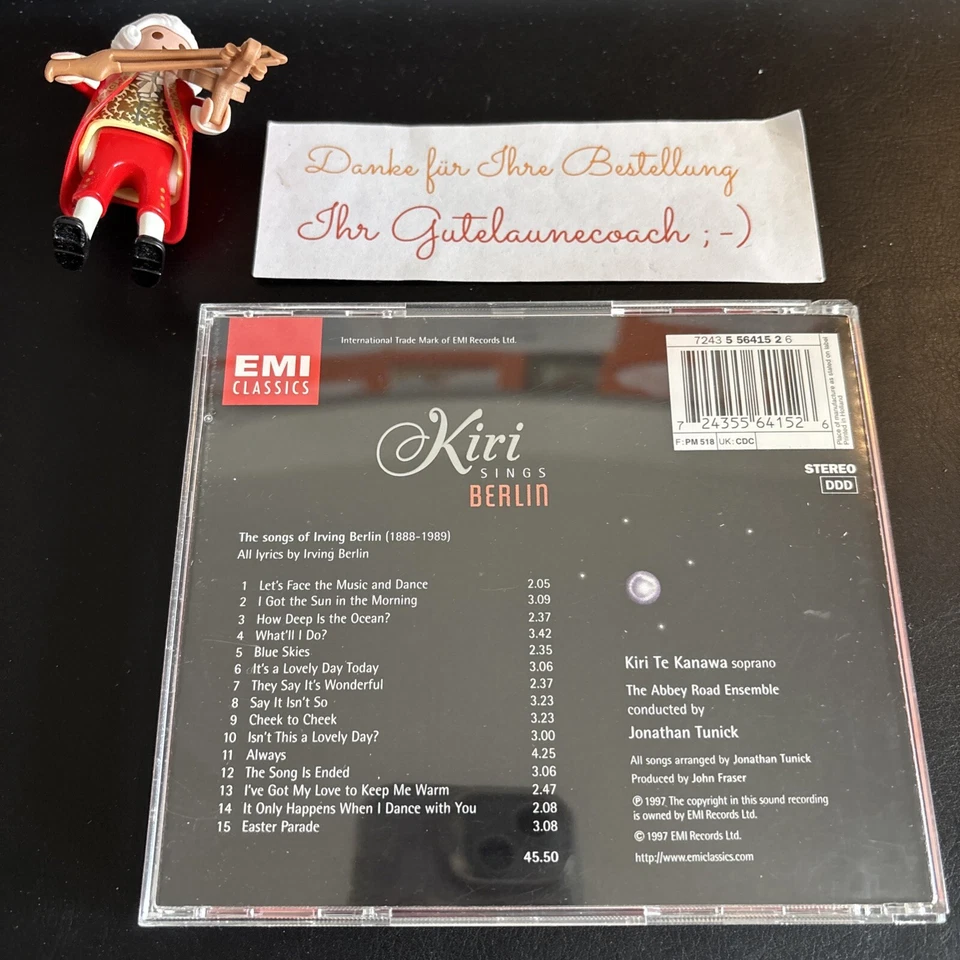 Danke für Ihre Bestellung
Ihr Gutelaunecoach ;-)
EMI
CLASSICS
International Trade Mark of EMI Records Ltd.
7243 5 56415 2 6
7 24355 64152 6
F: PM 518 UK: CDC
Place of manufacture as stated on label
Printed in Holland
STEREO
DDD
Kiri
SINGS
BERLIN
The songs of Irving Berlin (1888-1989)
All lyrics by Irving Berlin
1 Let's Face the Music and Dance 2.05
2 I Got the Sun in the Morning 3.09
3 How Deep Is the Ocean? 2.37
4 What'll I Do? 3.42
5 Blue Skies 2.35
6 It's a Lovely Day Today 3.06
7 They Say It's Wonderful 2.37
8 Say It Isn't So 3.23
9 Cheek to Cheek 3.23
10 Isn't This a Lovely Day? 3.00
11 Always 4.25
12 The Song Is Ended 3.06
13 I've Got My Love to Keep Me Warm 2.47
14 It Only Happens When I Dance with You 2.08
15 Easter Parade 3.08
45.50
Kiri Te Kanawa soprano
The Abbey Road Ensemble
conducted by
Jonathan Tunick
All songs arranged by Jonathan Tunick
Produced by John Fraser
℗ 1997 The copyright in this sound recording
is owned by EMI Records Ltd.
© 1997 EMI Records Ltd.
http://www.emiclassics.com